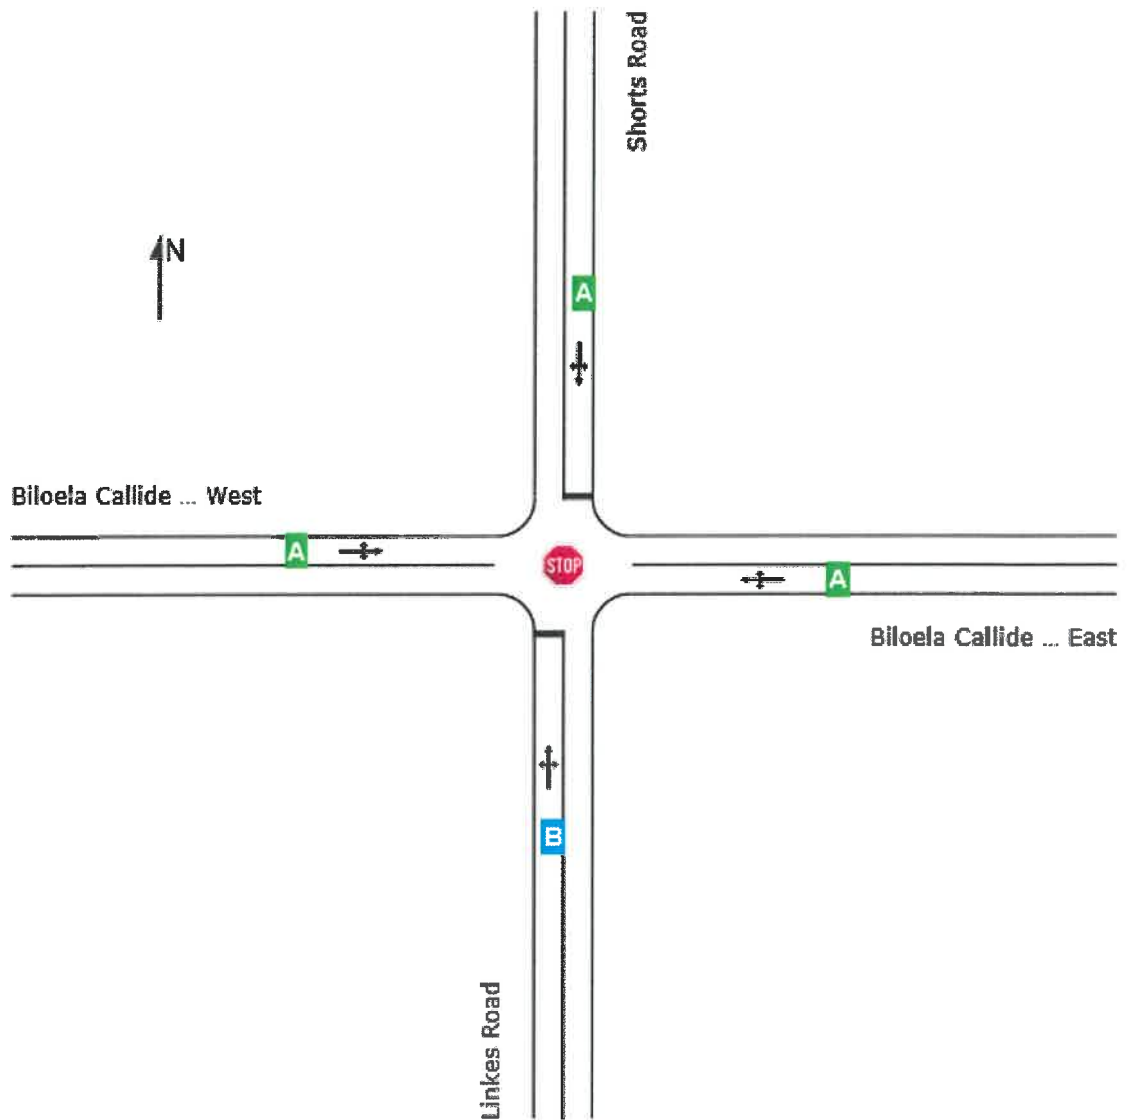 Shorts Road
N
A
Biloela Callide ... West
A
STOP
A
Biloela Callide ... East
B
Linkes Road